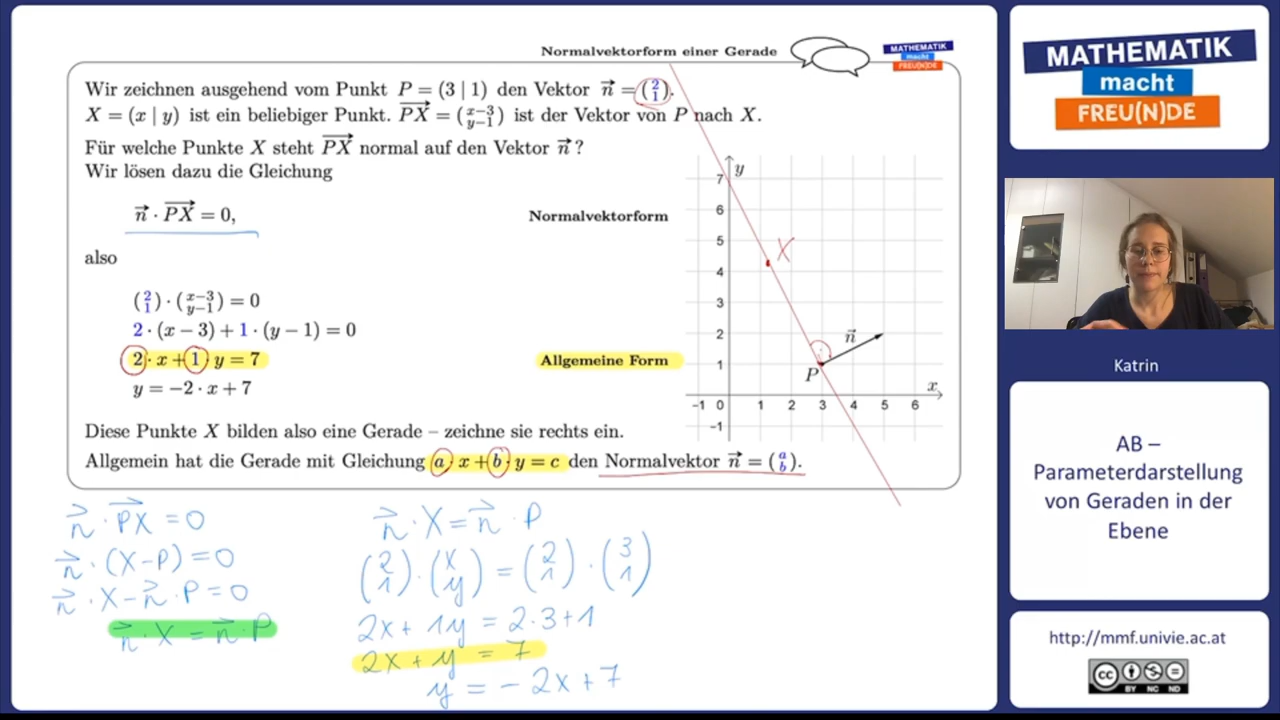 Normalvektorform einer Gerade
MATHEMATIK
macht
FREU(N)DE
Wir zeichnen ausgehend vom Punkt P = (3 | 1) den Vektor n⃗ = (2 1).
X = (x | y) ist ein beliebiger Punkt. PX⃗ = (x−3 y−1) ist der Vektor von P nach X.
Für welche Punkte X steht PX⃗ normal auf den Vektor n⃗ ?
Wir lösen dazu die Gleichung
n⃗ · PX⃗ = 0, Normalvektorform
also
(2 1) · (x−3 y−1) = 0
2 · (x − 3) + 1 · (y − 1) = 0
2 · x + 1 · y = 7 Allgemeine Form
y = −2 · x + 7
y
7
6
5
4
3
2
1
−1
−1 0 1 2 3 4 5 6
x
X
n⃗
P
Diese Punkte X bilden also eine Gerade – zeichne sie rechts ein.
Allgemein hat die Gerade mit Gleichung a · x + b · y = c den Normalvektor n⃗ = (a b).
n⃗ · PX⃗ = 0
n⃗ · (X−P) = 0
n⃗ · X − n⃗ · P = 0
n⃗ · X = n⃗ · P
n⃗ · X = n⃗ · P
(2 1) · (x y) = (2 1) · (3 1)
2x + 1y = 2·3+1
2x + y = 7
y = −2x+7
MATHEMATIK
macht
FREU(N)DE
Katrin
AB –
Parameterdarstellung
von Geraden in der
Ebene
http://mmf.univie.ac.at
cc
BY NC ND